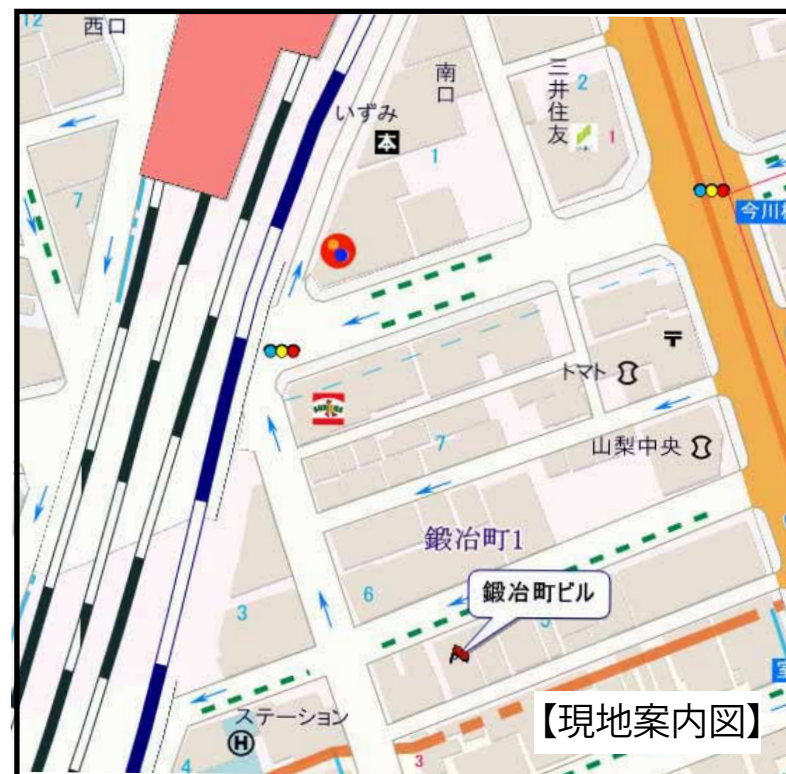 12
西口
南口
いずみ
本
三井住友
2
1
1
7
今川
〒
トマト
山梨中央
7
鍛冶町1
6
鍛冶町ビル
5
3
室
ステーション
H
4
3
【現地案内図】